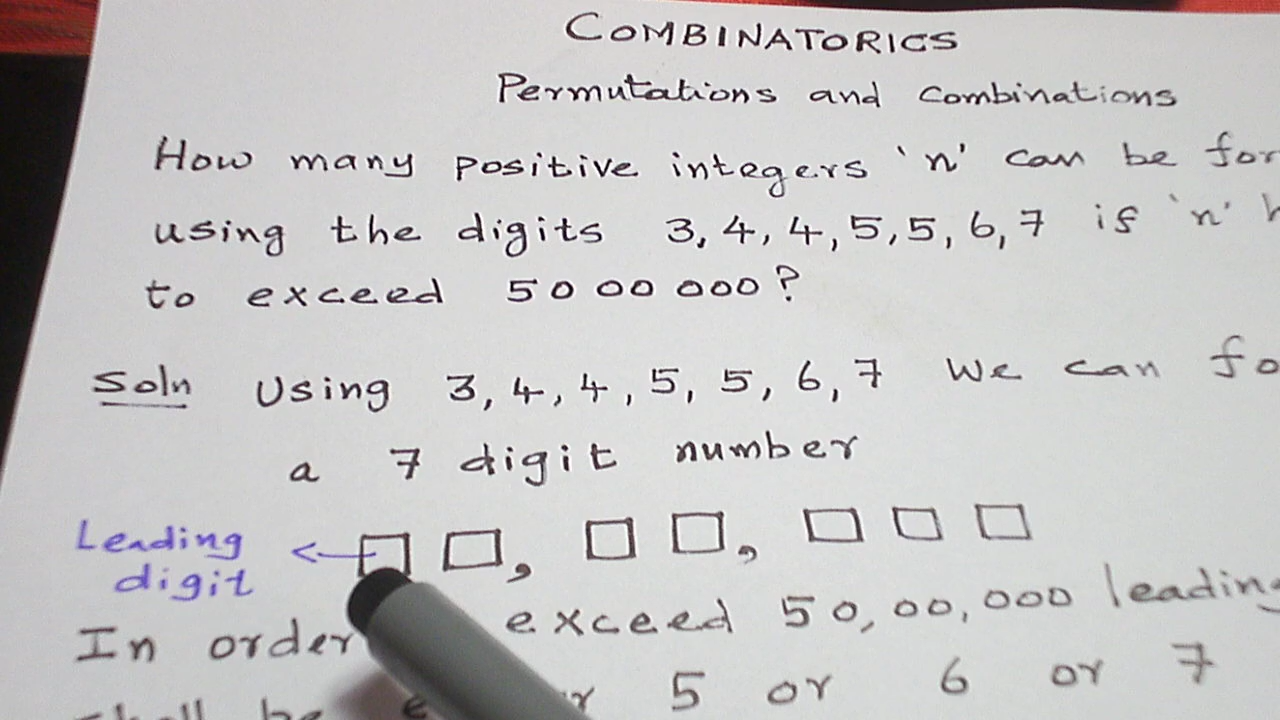 COMBINATORICS
Permutations and Combinations
How many positive integers 'n' can be for
using the digits 3, 4, 4, 5, 5, 6, 7 if 'n' h
to exceed 50 00 000?
Soln Using 3, 4, 4, 5, 5, 6, 7 We can fo
a 7 digit number
Leading
digit
In order exceed 50,00,000 leading
shall be 5 or 6 or 7